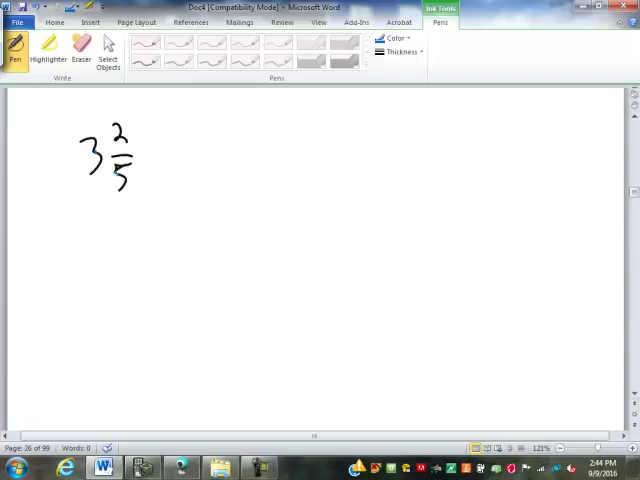 Doc4 [Compatibility Mode] - Microsoft Word
Ink Tools
File Home Insert Page Layout References Mailings Review View Add-Ins Acrobat Pens
Pen Highlighter Eraser Select Objects
Color
Thickness
Write
Pens
3 2/5
Page: 26 of 99 Words: 0
121%
2:44 PM
9/9/2016